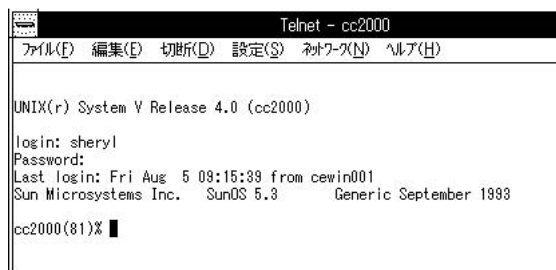 Telnet - cc2000
ファイル(F) 編集(E) 切断(D) 設定(S) ネットワーク(N) ヘルプ(H)
UNIX(r) System V Release 4.0 (cc2000)
login: sheryl
Password:
Last login: Fri Aug  5 09:15:39 from cewin001
Sun Microsystems Inc.   SunOS 5.3       Generic September 1993
cc2000(81)%